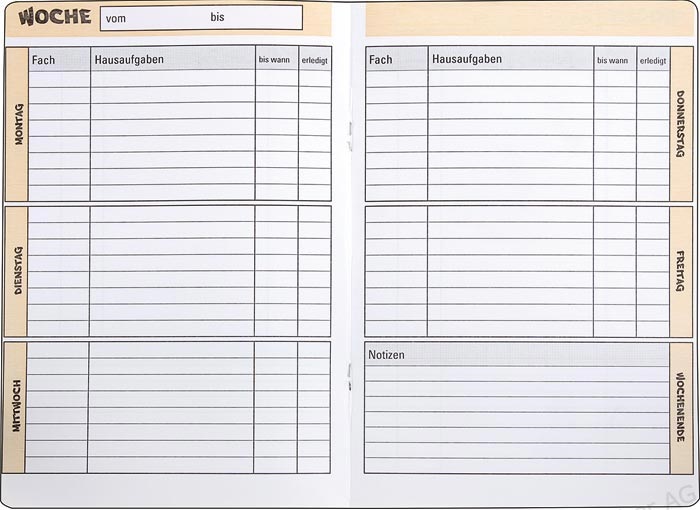 WOCHE vom bis
Fach Hausaufgaben bis wann erledigt
MONTAG
DIENSTAG
MITTWOCH
Fach Hausaufgaben bis wann erledigt
DONNERSTAG
FREITAG
Notizen
WOCHENENDE
AG